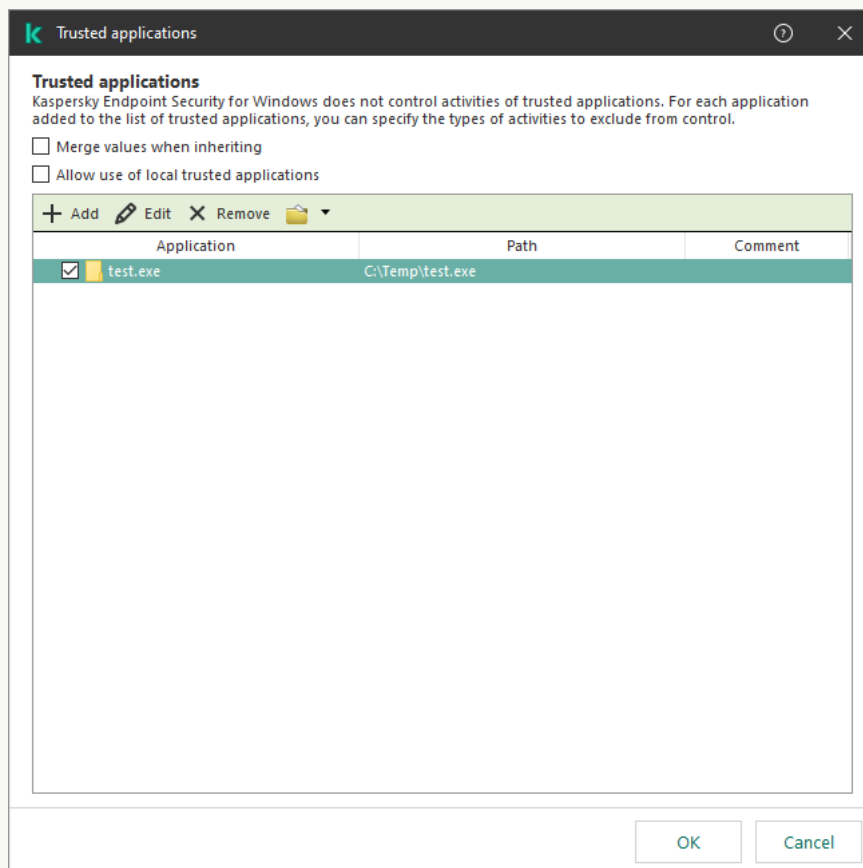 Trusted applications
Trusted applications
Kaspersky Endpoint Security for Windows does not control activities of trusted applications. For each application
added to the list of trusted applications, you can specify the types of activities to exclude from control.
Merge values when inheriting
Allow use of local trusted applications
Add Edit Remove
Application Path Comment
test.exe C:\Temp\test.exe
OK Cancel